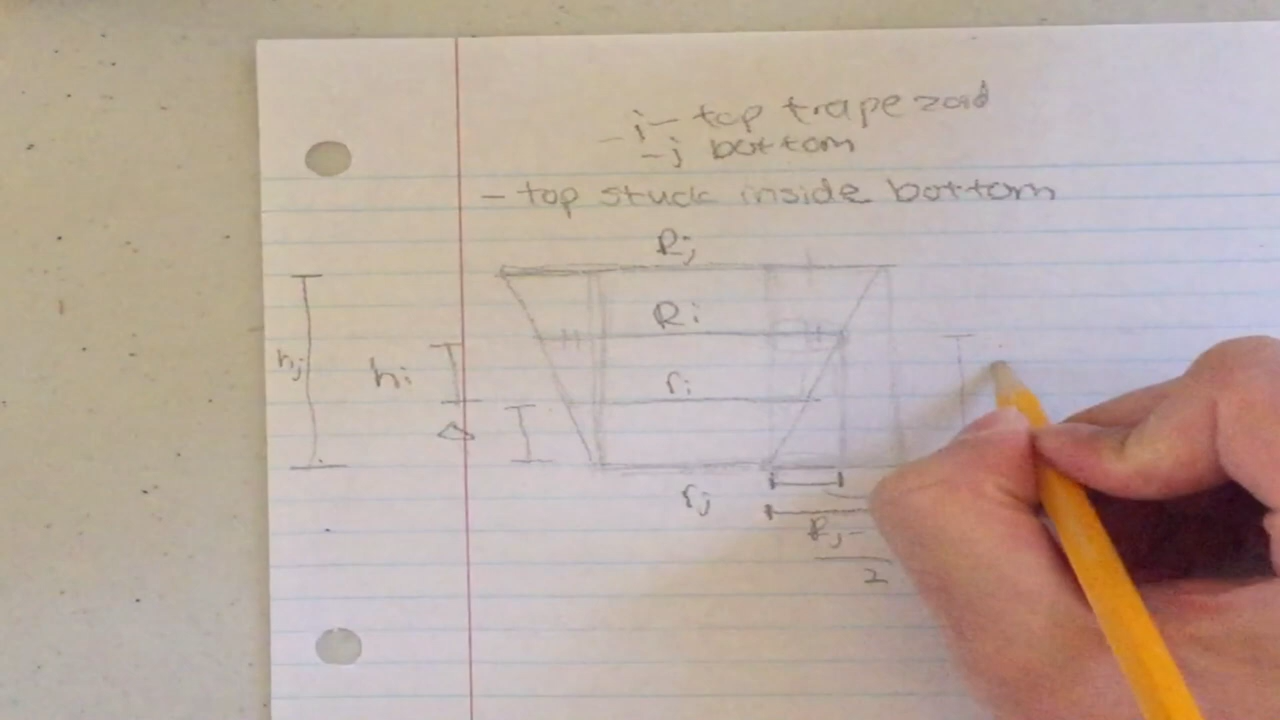 - i - top trapezoid
- j bottom
- top stuck inside bottom
Rj
Ri
hj
hi
ri
rj
Rj -
2